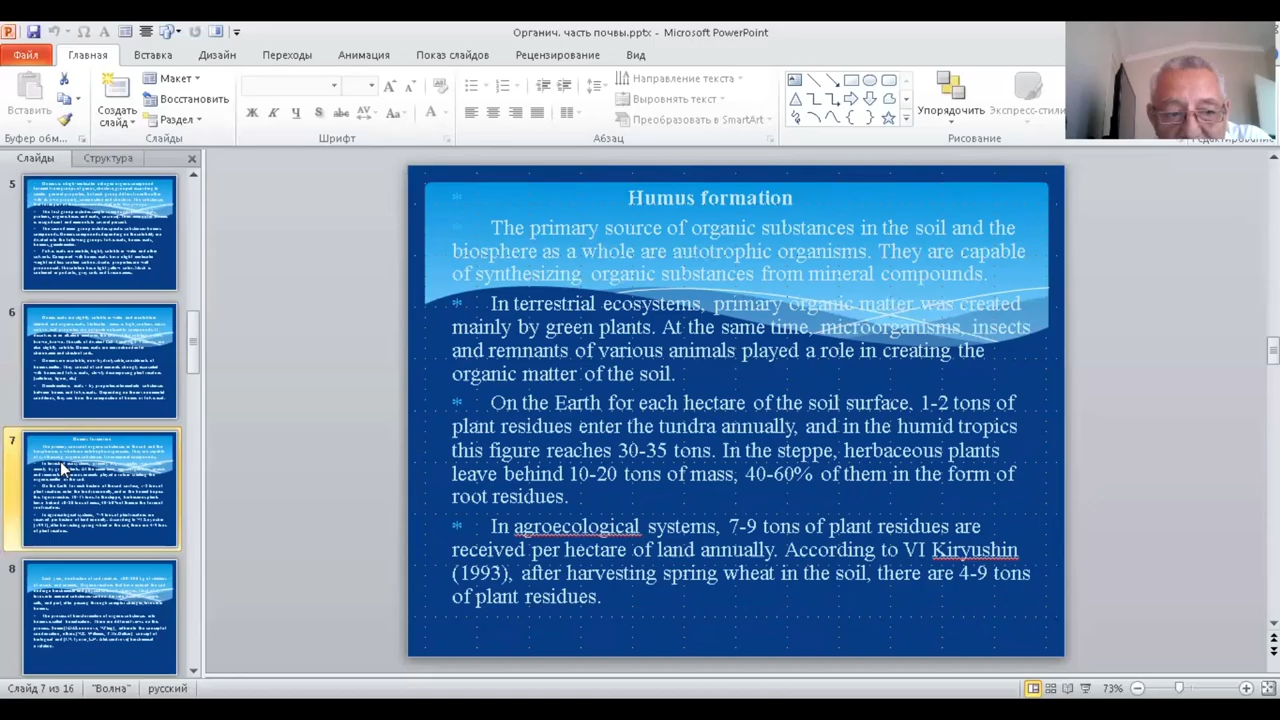 Органич. часть почвы.pptx - Microsoft PowerPoint
Файл Главная Вставка Дизайн Переходы Анимация Показ слайдов Рецензирование Вид
Вставить
Создать слайд
Макет
Восстановить
Раздел
Направление текста
Выровнять текст
Преобразовать в SmartArt
Упорядочить Экспресс-стили
Буфер обм... Слайды Шрифт Абзац Рисование
Слайды Структура
5
6
7
8
Humus formation
The primary source of organic substances in the soil and the
biosphere as a whole are autotrophic organisms. They are capable
of synthesizing organic substances from mineral compounds.
In terrestrial ecosystems, primary organic matter was created
mainly by green plants. At the same time, microorganisms, insects
and remnants of various animals played a role in creating the
organic matter of the soil.
On the Earth for each hectare of the soil surface, 1-2 tons of
plant residues enter the tundra annually, and in the humid tropics
this figure reaches 30-35 tons. In the steppe, herbaceous plants
leave behind
tons of mass,
of them in the form of
root residues.
In agroecological systems, 7-9 tons of plant residues are
received per hectare of land annually. According to VI Kiryushin
(1993), after harvesting spring wheat in the soil, there are 4-9 tons
of plant residues.
Слайд 7 из 16 "Волна" русский 73%